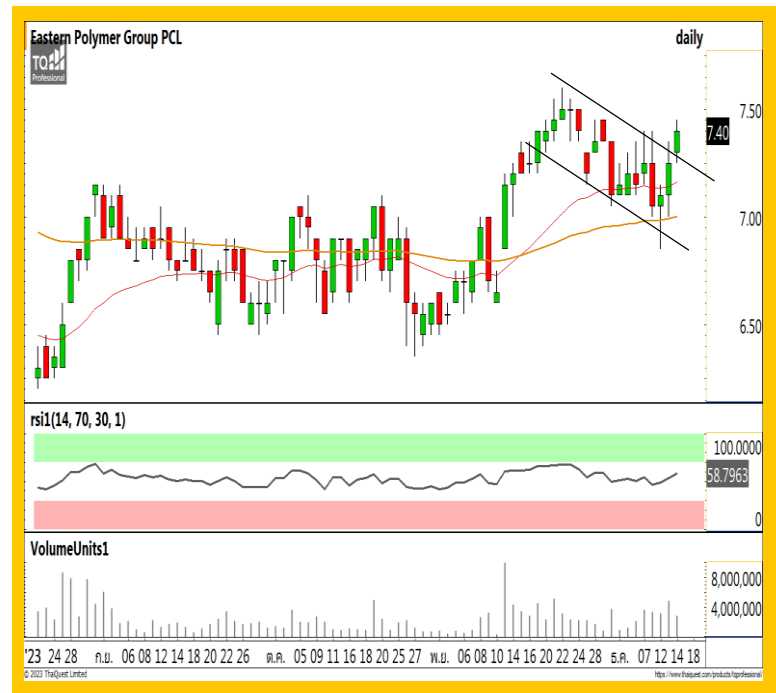 Eastern Polymer Group PCL
daily
TQ
Professional
7.50
7.40
7.00
6.50
rsi1(14, 70, 30, 1)
100.0000
58.7963
0
VolumeUnits1
8,000,000
4,000,000
'23 24 28 ก.ย. 06 08 12 14 18 20 22 26 ต.ค. 05 09 11 16 18 20 25 27 พ.ย. 06 08 10 14 16 20 22 24 28 ธ.ค. 07 12 14 18
© 2023 ThaiQuest Limited
https://www.thaiquest.com/products/tqprofessional/